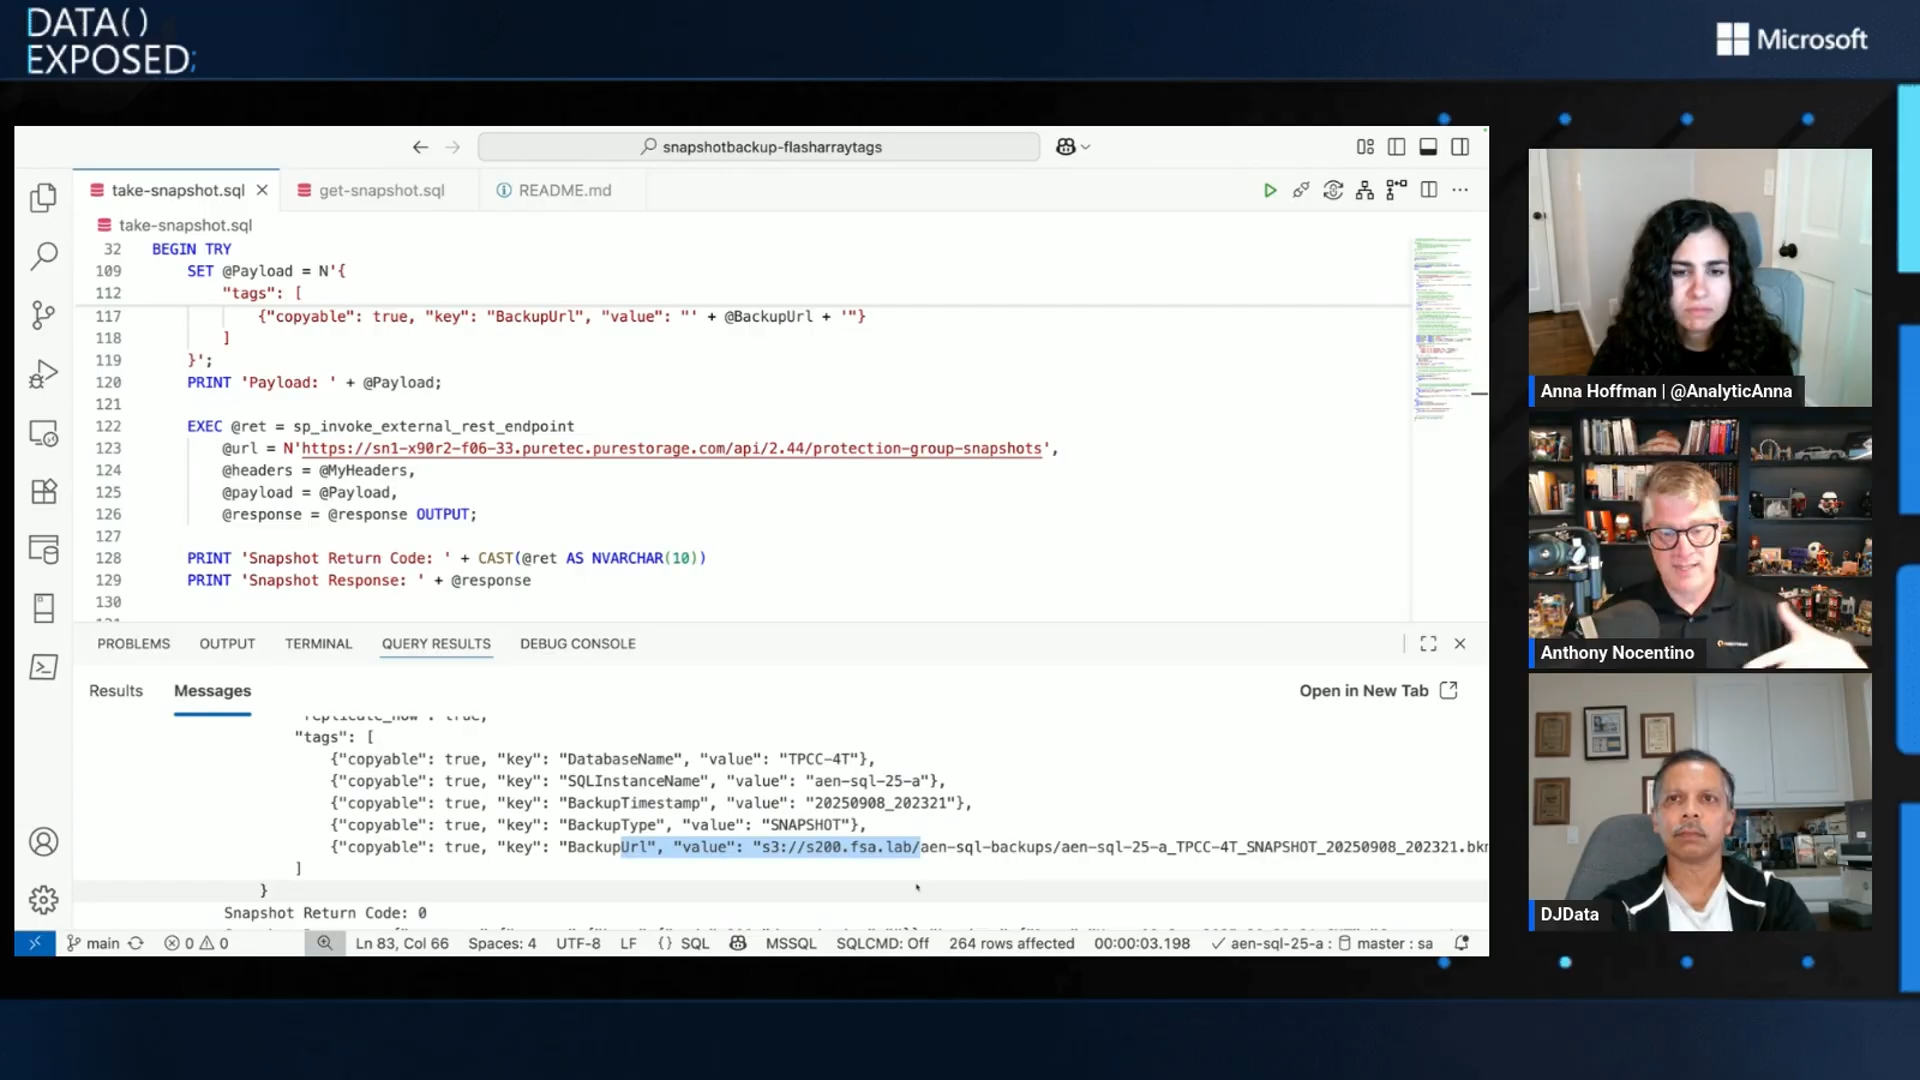 DATA()
EXPOSED;
Microsoft
snapshotbackup-flasharraytags
take-snapshot.sql
get-snapshot.sql
README.md
take-snapshot.sql
32 BEGIN TRY
109 SET @Payload = N'{
112 "tags": [
117 {"copyable": true, "key": "BackupUrl", "value": "' + @BackupUrl + '"}
118 ]
119 }';
120 PRINT 'Payload: ' + @Payload;
121
122 EXEC @ret = sp_invoke_external_rest_endpoint
123 @url = N'https://sn1-x90r2-f06-33.puretec.purestorage.com/api/2.44/protection-group-snapshots',
124 @headers = @MyHeaders,
125 @payload = @Payload,
126 @response = @response OUTPUT;
127
128 PRINT 'Snapshot Return Code: ' + CAST(@ret AS NVARCHAR(10))
129 PRINT 'Snapshot Response: ' + @response
130
PROBLEMS OUTPUT TERMINAL QUERY RESULTS DEBUG CONSOLE
Results Messages Open in New Tab
"replicate_now": true,
"tags": [
{"copyable": true, "key": "DatabaseName", "value": "TPCC-4T"},
{"copyable": true, "key": "SQLInstanceName", "value": "aen-sql-25-a"},
{"copyable": true, "key": "BackupTimestamp", "value": "20250908_202321"},
{"copyable": true, "key": "BackupType", "value": "SNAPSHOT"},
{"copyable": true, "key": "BackupUrl", "value": "s3://s200.fsa.lab/aen-sql-backups/aen-sql-25-a_TPCC-4T_SNAPSHOT_20250908_202321.bkm
]
}
Snapshot Return Code: 0
main 0 0 Ln 83, Col 66 Spaces: 4 UTF-8 LF {} SQL MSSQL SQLCMD: Off 264 rows affected 00:00:03.198 aen-sql-25-a : master : sa
Anna Hoffman | @AnalyticAnna
Anthony Nocentino
DJData